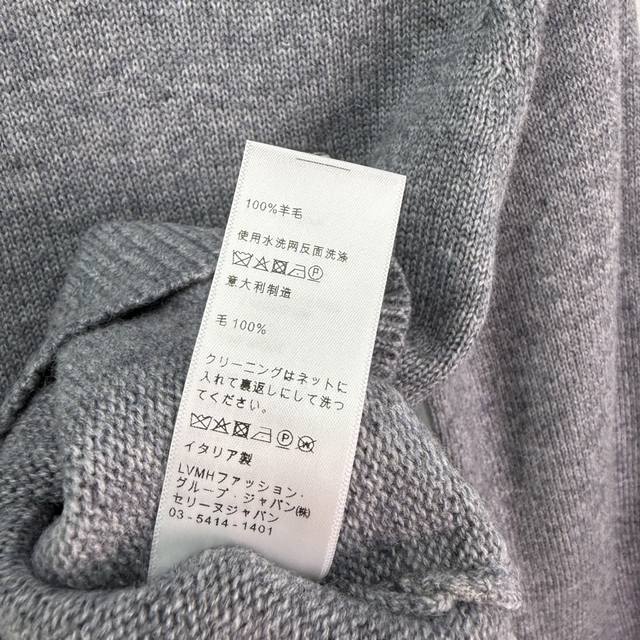 100%羊毛
使用水洗网反面洗涤
意大利制造
毛 100%
クリーニングはネットに
入れて裏返しにして洗っ
てください。
イタリア製
LVMHファッション・
グループ・ジャパン㈱
セリーヌジャパン
03-5414-1401